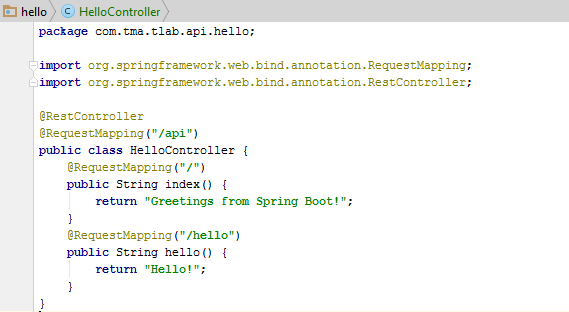 hello HelloController
package com.tma.tlab.api.hello;
import org.springframework.web.bind.annotation.RequestMapping;
import org.springframework.web.bind.annotation.RestController;
@RestController
@RequestMapping("/api")
public class HelloController {
    @RequestMapping("/")
    public String index() {
        return "Greetings from Spring Boot!";
    }
    @RequestMapping("/hello")
    public String hello() {
        return "Hello!";
    }
}